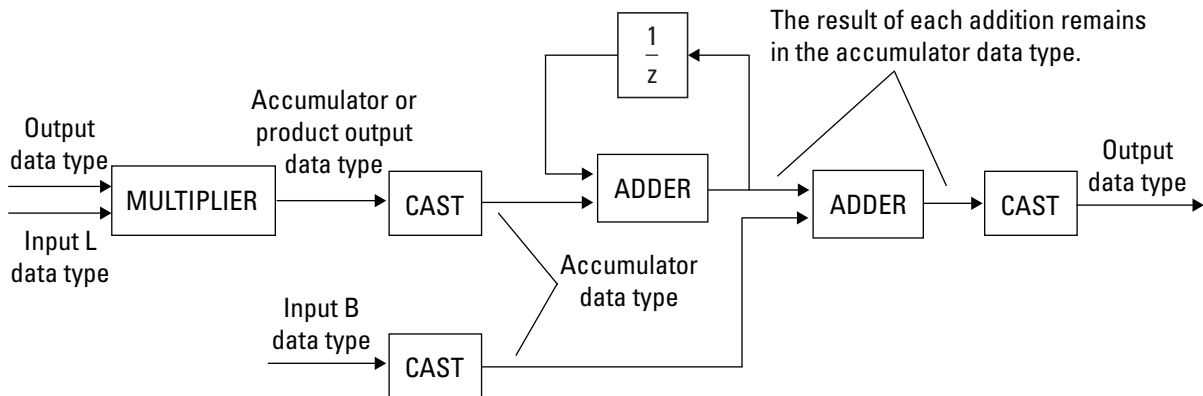 The result of each addition remains
in the accumulator data type.
1
z
Accumulator or
product output
data type
Output
data type
MULTIPLIER
Input L
data type
CAST
ADDER
ADDER
CAST
Output
data type
Accumulator
data type
Input B
data type
CAST